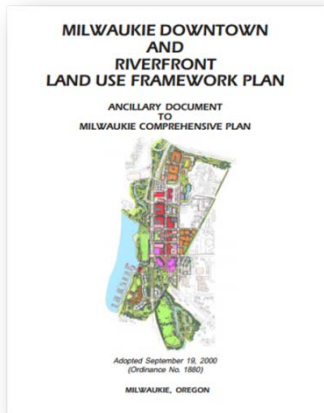 MILWAUKIE DOWNTOWN
AND
RIVERFRONT
LAND USE FRAMEWORK PLAN
ANCILLARY DOCUMENT
TO
MILWAUKIE COMPREHENSIVE PLAN
Adopted September 19, 2000
(Ordinance No. 1880)
MILWAUKIE, OREGON